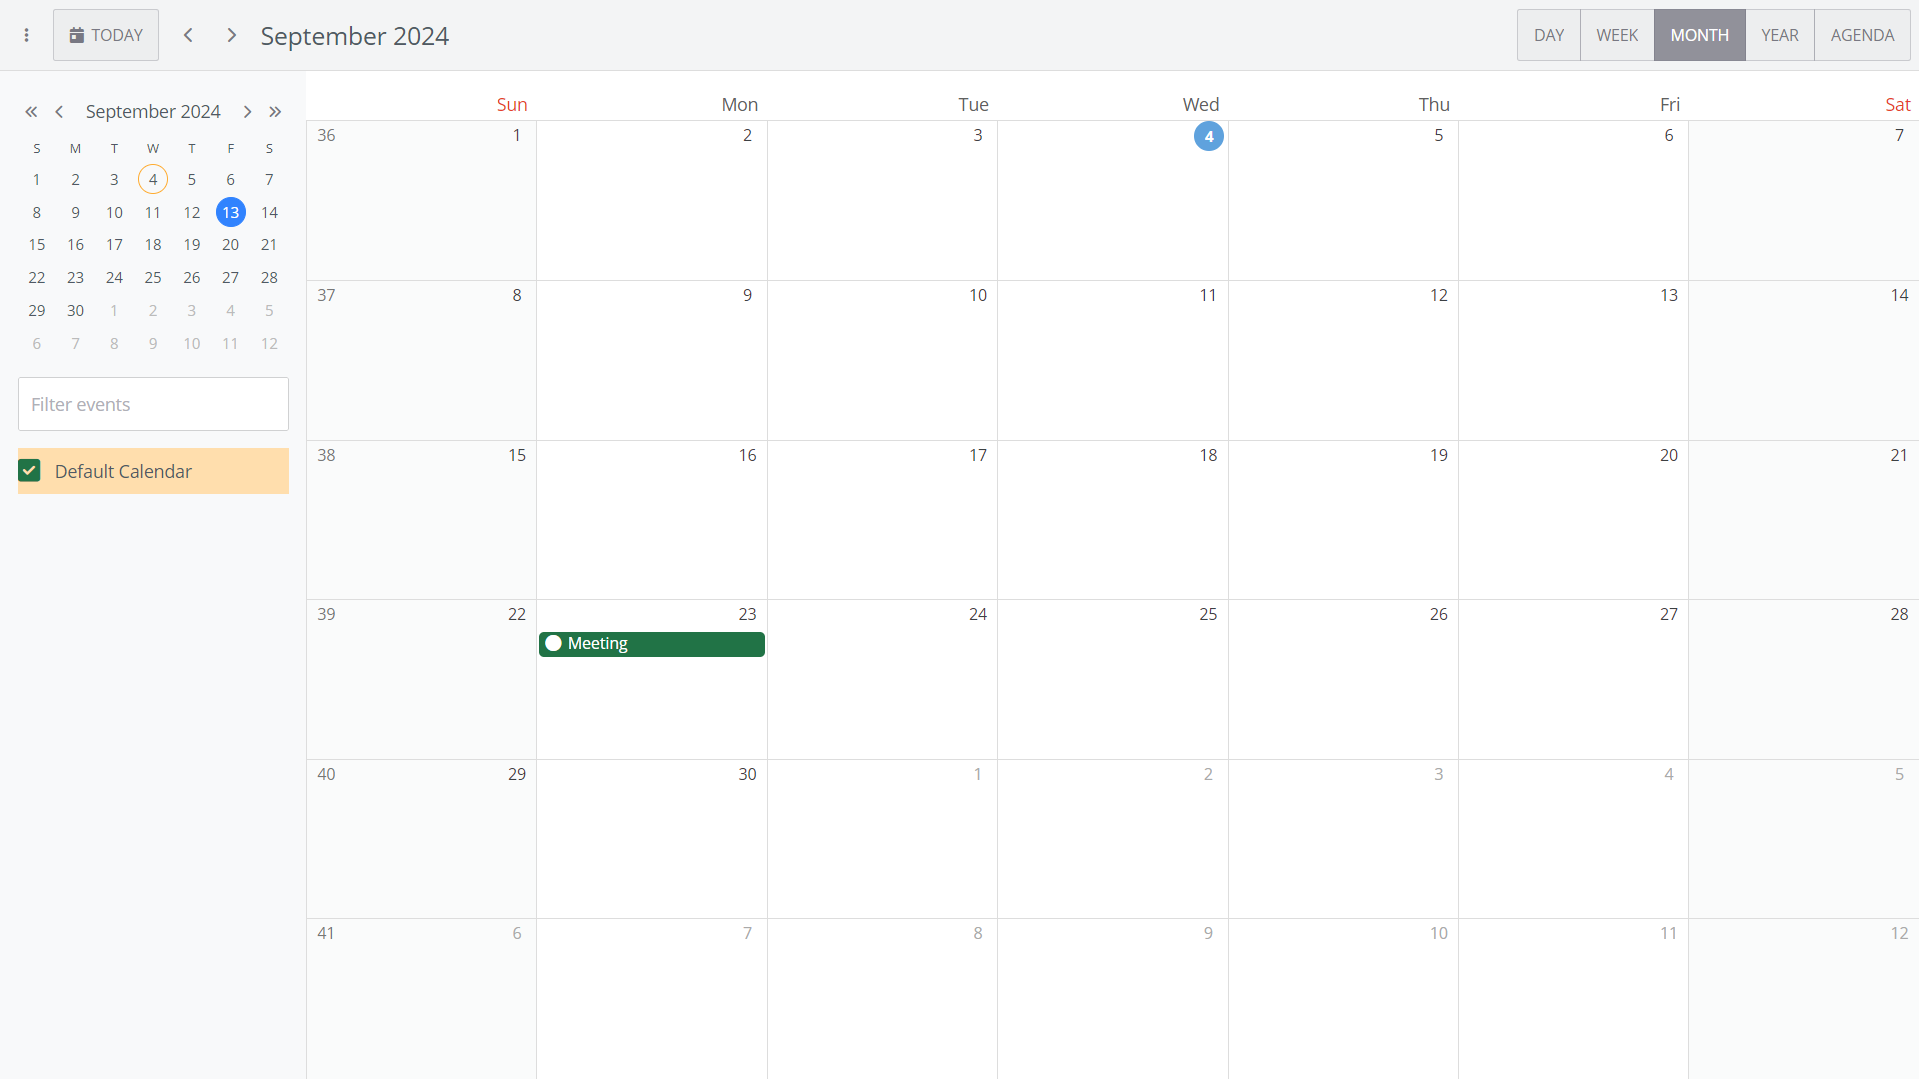 TODAY
September 2024
DAY WEEK MONTH YEAR AGENDA
September 2024
S M T W T F S
1 2 3 4 5 6 7
8 9 10 11 12 13 14
15 16 17 18 19 20 21
22 23 24 25 26 27 28
29 30 1 2 3 4 5
6 7 8 9 10 11 12
Filter events
Default Calendar
Sun Mon Tue Wed Thu Fri Sat
36 1 2 3 4 5 6 7
37 8 9 10 11 12 13 14
38 15 16 17 18 19 20 21
39 22 23 24 25 26 27 28
Meeting
40 29 30 1 2 3 4 5
41 6 7 8 9 10 11 12